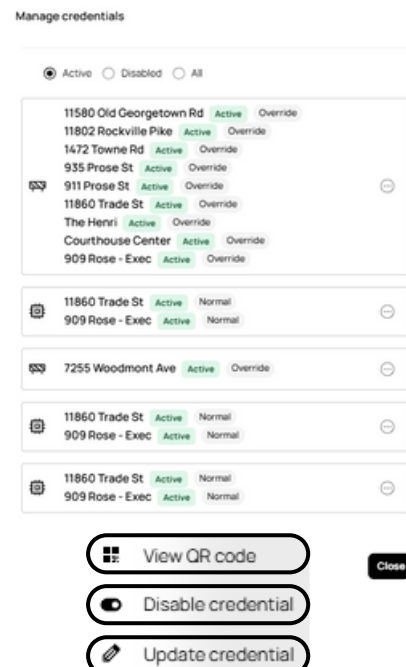 Manage credentials
Active Disabled All
11580 Old Georgetown Rd Active Override
11802 Rockville Pike Active Override
1472 Towne Rd Active Override
935 Prose St Active Override
911 Prose St Active Override
11860 Trade St Active Override
The Henri Active Override
Courthouse Center Active Override
909 Rose - Exec Active Override
11860 Trade St Active Normal
909 Rose - Exec Active Normal
7255 Woodmont Ave Active Override
11860 Trade St Active Normal
909 Rose - Exec Active Normal
11860 Trade St Active Normal
909 Rose - Exec Active Normal
View QR code
Close
Disable credential
Update credential